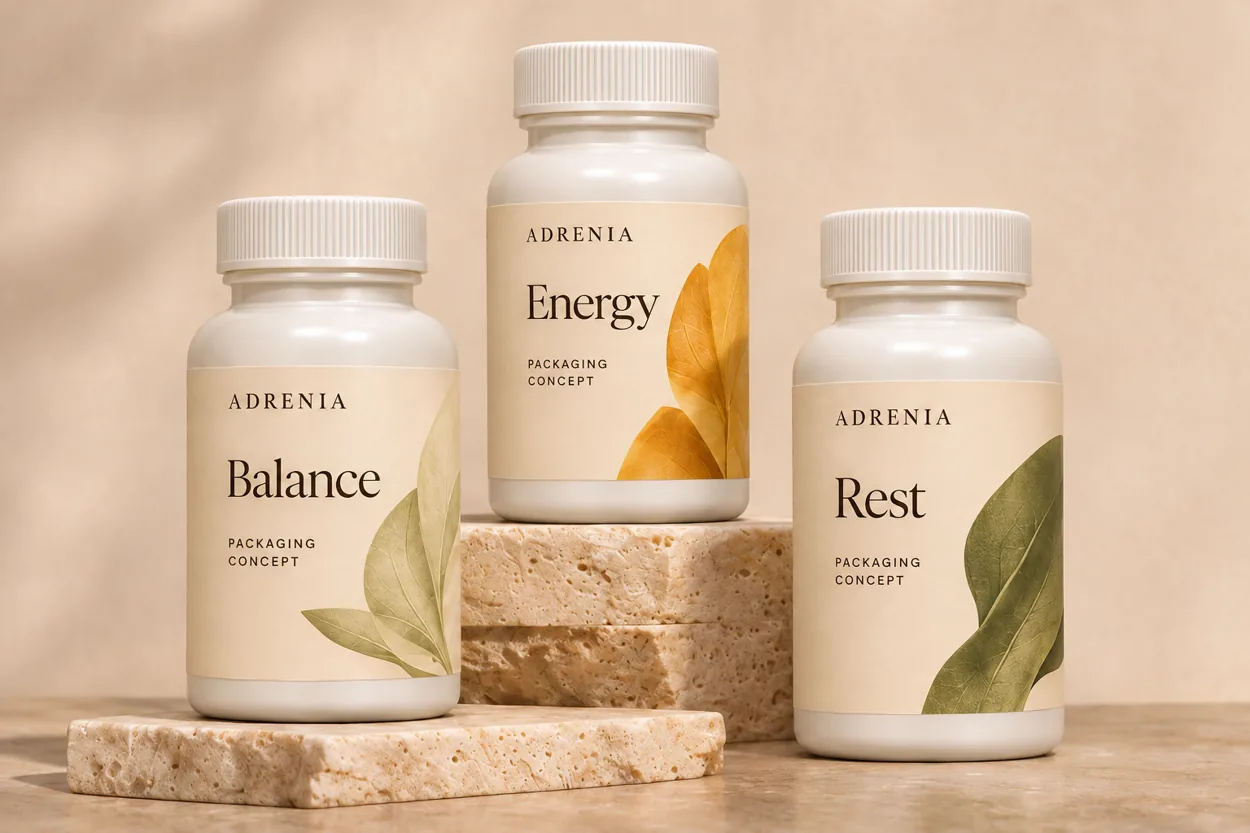 ADRENIA
Balance
PACKAGING
CONCEPT
ADRENIA
Energy
PACKAGING
CONCEPT
ADRENIA
Rest
PACKAGING
CONCEPT